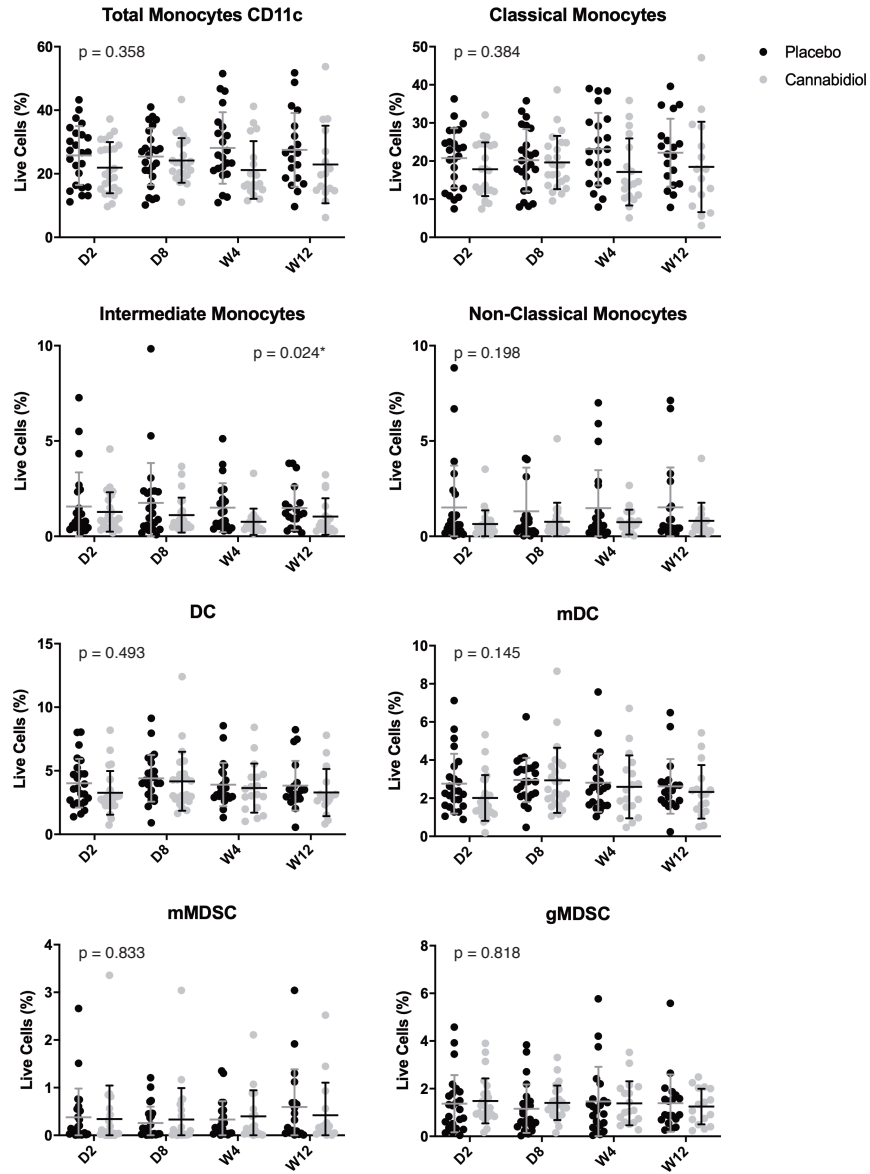 Total Monocytes CD11c
p = 0.358
Live Cells (%)
60
40
20
0
D2
D8
W4
W12
Classical Monocytes
p = 0.384
Live Cells (%)
50
40
30
20
10
0
D2
D8
W4
W12
Placebo
Cannabidiol
Intermediate Monocytes
p = 0.024*
Live Cells (%)
10
5
0
D2
D8
W4
W12
Non-Classical Monocytes
p = 0.198
Live Cells (%)
10
5
0
D2
D8
W4
W12
DC
p = 0.493
Live Cells (%)
15
10
5
0
D2
D8
W4
W12
mDC
p = 0.145
Live Cells (%)
10
8
6
4
2
0
D2
D8
W4
W12
mMDSC
p = 0.833
Live Cells (%)
4
3
2
1
0
D2
D8
W4
W12
gMDSC
p = 0.818
Live Cells (%)
8
6
4
2
0
D2
D8
W4
W12